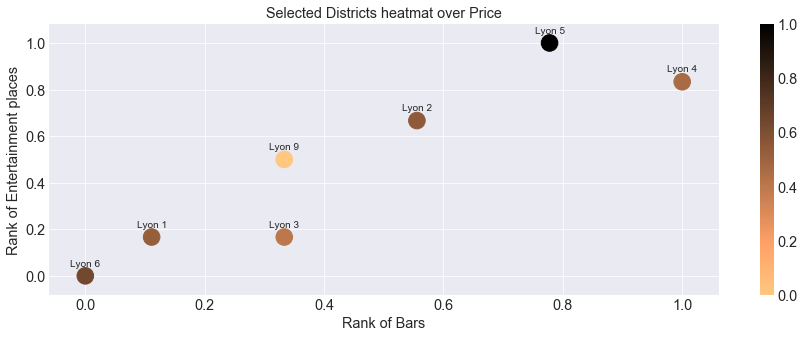 Selected Districts heatmat over Price
Lyon 5
Lyon 4
Lyon 2
Lyon 9
Lyon 1
Lyon 3
Lyon 6
Rank of Entertainment places
1.0
0.8
0.6
0.4
0.2
0.0
0.0 0.2 0.4 0.6 0.8 1.0
Rank of Bars
1.0
0.8
0.6
0.4
0.2
0.0